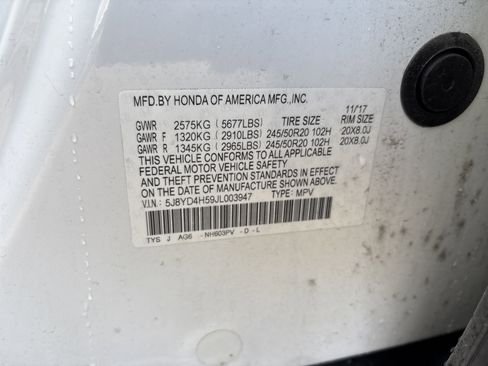 MFD.BY HONDA OF AMERICA MFG.,INC.
11/17
GVWR 2575KG (5677LBS) TIRE SIZE RIM SIZE
GAWR F 1320KG (2910LBS) 245/50R20 102H 20X8.0J
GAWR R 1345KG (2965LBS) 245/50R20 102H 20X8.0J
THIS VEHICLE CONFORMS TO ALL APPLICABLE
FEDERAL MOTOR VEHICLE SAFETY
AND THEFT PREVENTION STANDARDS IN EFFECT
ON THE DATE OF MANUFACTURE SHOWN ABOVE.
V.I.N.: 5J8YD4H59JL003947 TYPE: MPV
TYS J AG6 -NH603PV -D -L